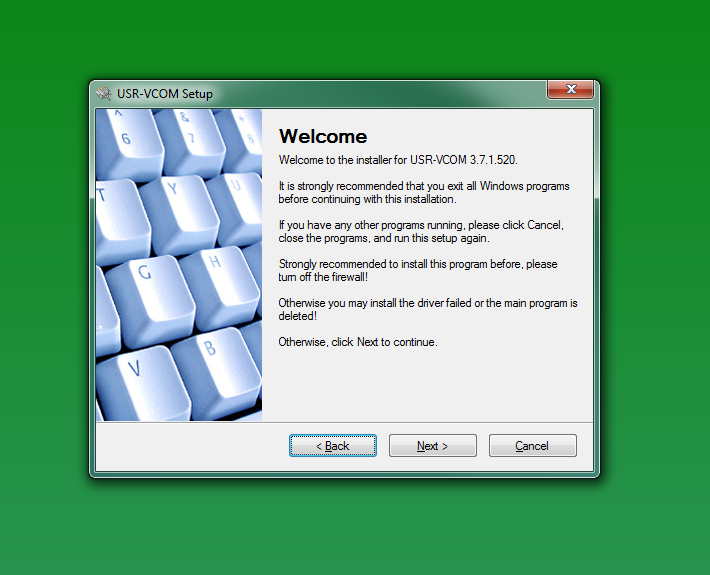 USR-VCOM Setup
Welcome
Welcome to the installer for USR-VCOM 3.7.1.520.
It is strongly recommended that you exit all Windows programs
before continuing with this installation.
If you have any other programs running, please click Cancel,
close the programs, and run this setup again.
Strongly recommended to install this program before, please
turn off the firewall!
Otherwise you may install the driver failed or the main program is
deleted!
Otherwise, click Next to continue.
^ & *
6 7 8
T Y U
G H
V B
< Back Next > Cancel